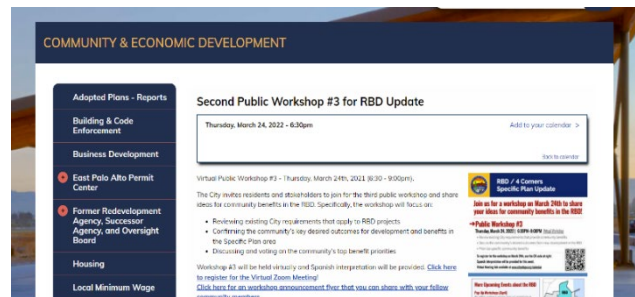 COMMUNITY & ECONOMIC DEVELOPMENT
Adopted Plans - Reports
Building & Code
Enforcement
Business Development
East Palo Alto Permit
Center
Former Redevelopment
Agency, Successor
Agency, and Oversight
Board
Housing
Local Minimum Wage
Second Public Workshop #3 for RBD Update
Thursday, March 24, 2022 - 6:30pm
Add to your calendar >
Back to calendar
Virtual Public Workshop #3 - Thursday, March 24th, 2021 (6:30 - 9:00pm).
The City invites residents and stakeholders to join for the third public workshop and share
ideas for community benefits in the RBD. Specifically, the workshop will focus on:
Reviewing existing City requirements that apply to RBD projects
Confirming the community's key desired outcomes for development and benefits in
the Specific Plan area
Discussing and voting on the community's top benefit priorities
Workshop #3 will be held virtually and Spanish interpretation will be provided. Click here
to register for the Virtual Zoom Meeting!
Click here for an workshop announcement flyer that you can share with your fellow
community members
RBD / 4 Corners
Specific Plan Update
Join us for a workshop on March 24th to share
your ideas for community benefits in the RBD!
Public Workshop #3